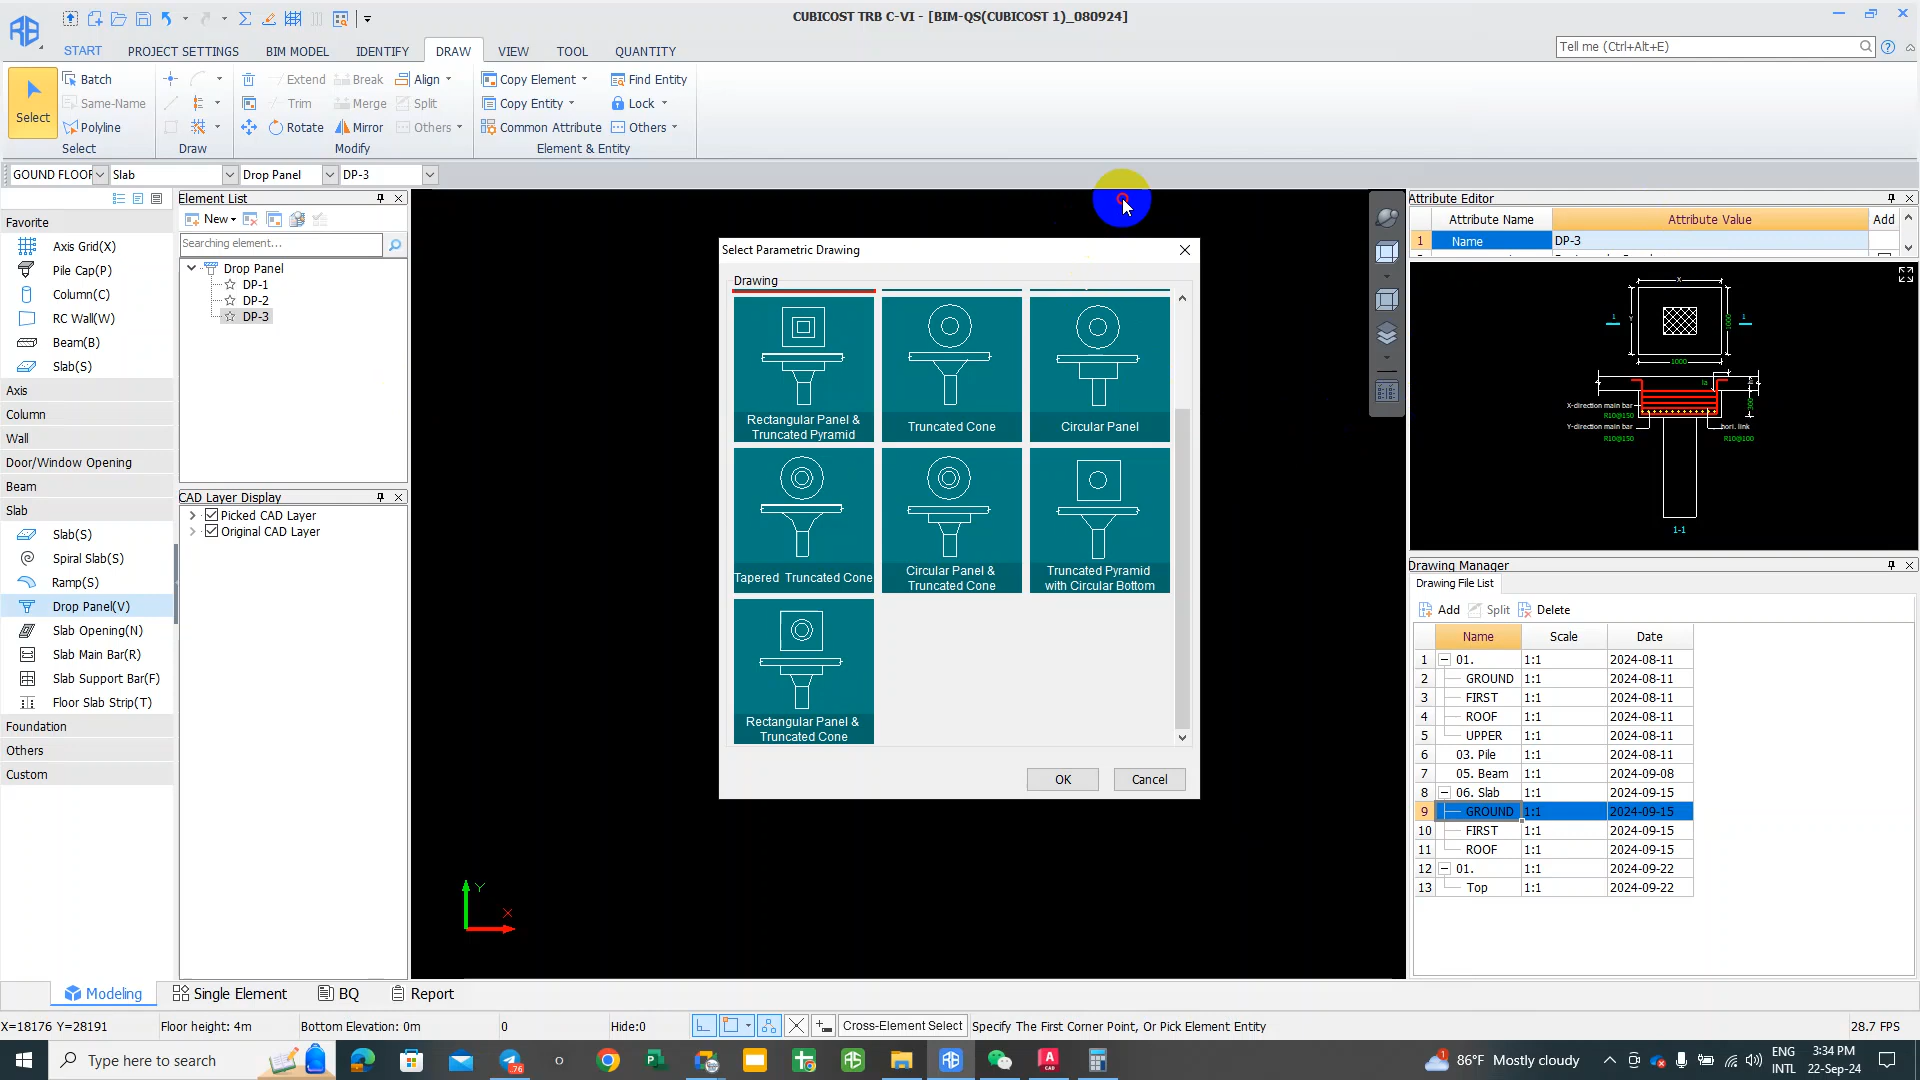 CUBICOST TRB C-VI - [BIM-QS(CUBICOST 1)_080924]
START PROJECT SETTINGS BIM MODEL IDENTIFY DRAW VIEW TOOL QUANTITY
Tell me (Ctrl+Alt+E)
Select
Batch
Same-Name
Polyline
Select
Draw
Extend Break Align
Trim Merge Split
Rotate Mirror Others
Modify
Copy Element Find Entity
Copy Entity Lock
Common Attribute Others
Element & Entity
GOUND FLOOR Slab Drop Panel DP-3
Favorite
Axis Grid(X)
Pile Cap(P)
Column(C)
RC Wall(W)
Beam(B)
Slab(S)
Axis
Column
Wall
Door/Window Opening
Beam
Slab
Slab(S)
Spiral Slab(S)
Ramp(S)
Drop Panel(V)
Slab Opening(N)
Slab Main Bar(R)
Slab Support Bar(F)
Floor Slab Strip(T)
Foundation
Others
Custom
Element List
New
Searching element...
Drop Panel
DP-1
DP-2
DP-3
CAD Layer Display
Picked CAD Layer
Original CAD Layer
Select Parametric Drawing
Drawing
Rectangular Panel &
Truncated Pyramid
Truncated Cone
Circular Panel
Tapered Truncated Cone
Circular Panel &
Truncated Cone
Truncated Pyramid
with Circular Bottom
Rectangular Panel &
Truncated Cone
OK Cancel
Y
X
Attribute Editor
Attribute Name Attribute Value Add
1 Name DP-3
X
1 Y 1000 1
1000
la
X-direction main bar
R10@150
300
Y-direction main bar
R10@150
hori. link
R10@100
1-1
Drawing Manager
Drawing File List
Add Split Delete
Name Scale Date
1 01. 1:1 2024-08-11
2 GROUND 1:1 2024-08-11
3 FIRST 1:1 2024-08-11
4 ROOF 1:1 2024-08-11
5 UPPER 1:1 2024-08-11
6 03. Pile 1:1 2024-08-11
7 05. Beam 1:1 2024-09-08
8 06. Slab 1:1 2024-09-15
9 GROUND 1:1 2024-09-15
10 FIRST 1:1 2024-09-15
11 ROOF 1:1 2024-09-15
12 01. 1:1 2024-09-22
13 Top 1:1 2024-09-22
Modeling Single Element BQ Report
X=18176 Y=28191 Floor height: 4m Bottom Elevation: 0m 0 Hide:0 Cross-Element Select Specify The First Corner Point, Or Pick Element Entity 28.7 FPS
Type here to search
.76
86°F Mostly cloudy
ENG
INTL
3:34 PM
22-Sep-24